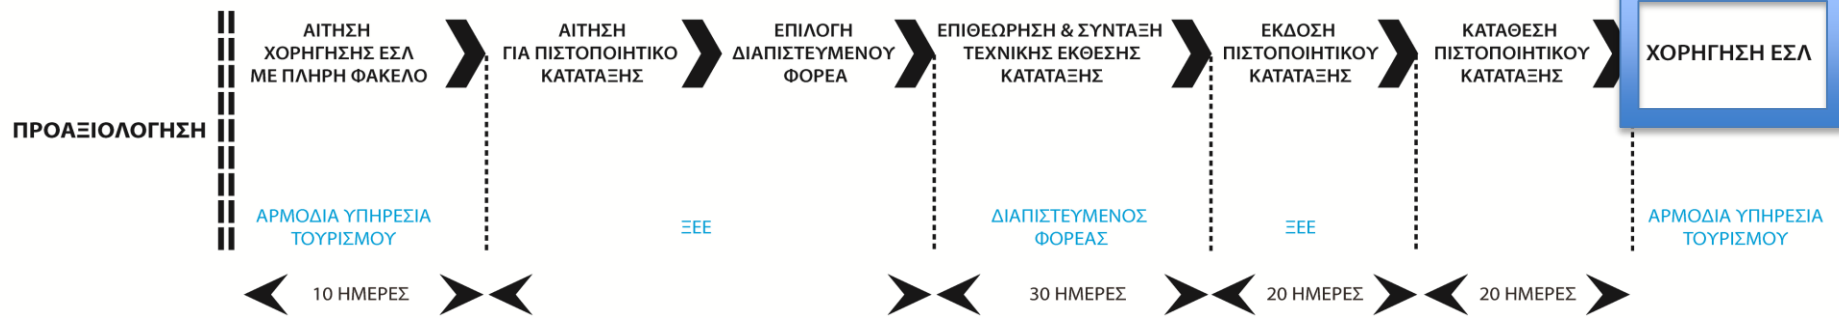 ΠΡΟΑΞΙΟΛΟΓΗΣΗ
ΑΙΤΗΣΗ
ΧΟΡΗΓΗΣΗΣ ΕΣΛ
ΜΕ ΠΛΗΡΗ ΦΑΚΕΛΟ
ΑΙΤΗΣΗ
ΓΙΑ ΠΙΣΤΟΠΟΙΗΤΙΚΟ
ΚΑΤΑΤΑΞΗΣ
ΕΠΙΛΟΓΗ
ΔΙΑΠΙΣΤΕΥΜΕΝΟΥ
ΦΟΡΕΑ
ΕΠΙΘΕΩΡΗΣΗ & ΣΥΝΤΑΞΗ
ΤΕΧΝΙΚΗΣ ΕΚΘΕΣΗΣ
ΚΑΤΑΤΑΞΗΣ
ΕΚΔΟΣΗ
ΠΙΣΤΟΠΟΙΗΤΙΚΟΥ
ΚΑΤΑΤΑΞΗΣ
ΚΑΤΑΘΕΣΗ
ΠΙΣΤΟΠΟΙΗΤΙΚΟΥ
ΚΑΤΑΤΑΞΗΣ
ΧΟΡΗΓΗΣΗ ΕΣΛ
ΑΡΜΟΔΙΑ ΥΠΗΡΕΣΙΑ
ΤΟΥΡΙΣΜΟΥ
ΞΕΕ
ΔΙΑΠΙΣΤΕΥΜΕΝΟΣ
ΦΟΡΕΑΣ
ΞΕΕ
ΑΡΜΟΔΙΑ ΥΠΗΡΕΣΙΑ
ΤΟΥΡΙΣΜΟΥ
10 ΗΜΕΡΕΣ
30 ΗΜΕΡΕΣ
20 ΗΜΕΡΕΣ
20 ΗΜΕΡΕΣ